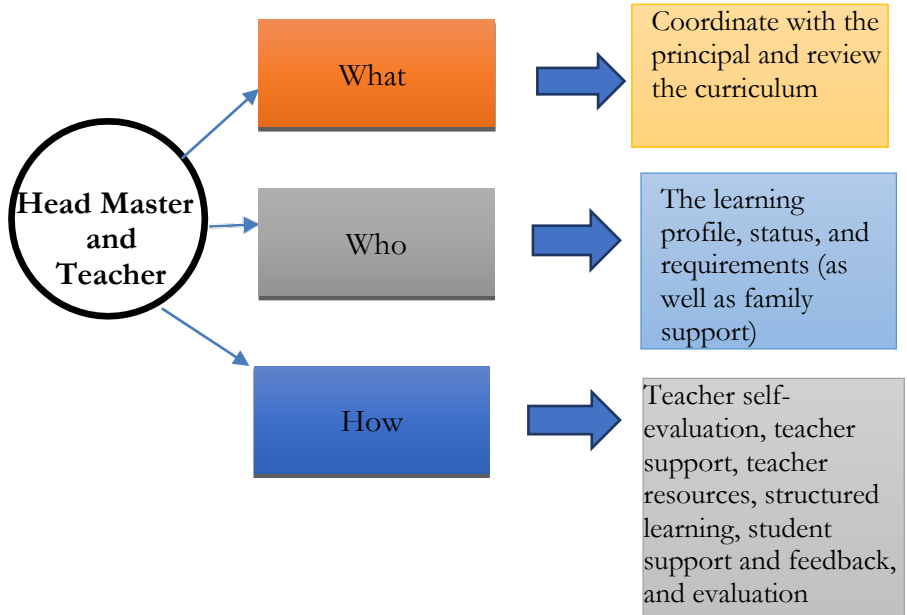 Head Master
and
Teacher
What
Coordinate with the
principal and review
the curriculum
Who
The learning
profile, status, and
requirements (as
well as family
support)
How
Teacher self-
evaluation, teacher
support, teacher
resources, structured
learning, student
support and feedback,
and evaluation